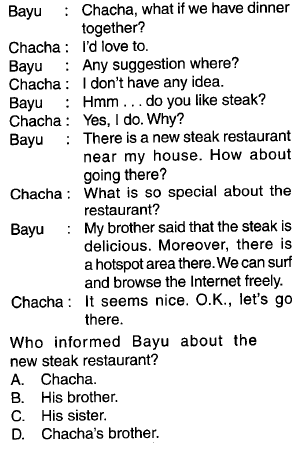 Bayu : Chacha, what if we have dinner
together?
Chacha : I'd love to.
Bayu : Any suggestion where?
Chacha : I don't have any idea.
Bayu : Hmm . . . do you like steak?
Chacha : Yes, I do. Why?
Bayu : There is a new steak restaurant
near my house. How about
going there?
Chacha : What is so special about the
restaurant?
Bayu : My brother said that the steak is
delicious. Moreover, there is
a hotspot area there. We can surf
and browse the Internet freely.
Chacha : It seems nice. O.K., let's go
there.
Who informed Bayu about the
new steak restaurant?
A. Chacha.
B. His brother.
C. His sister.
D. Chacha's brother.